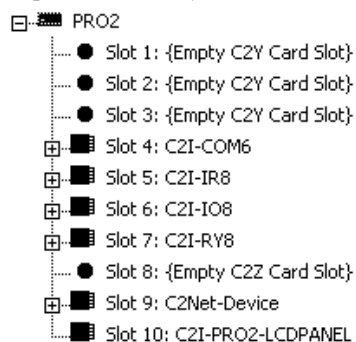 PRO2
Slot 1: {Empty C2Y Card Slot}
Slot 2: {Empty C2Y Card Slot}
Slot 3: {Empty C2Y Card Slot}
Slot 4: C2I-COM6
Slot 5: C2I-IR8
Slot 6: C2I-IO8
Slot 7: C2I-RY8
Slot 8: {Empty C2Z Card Slot}
Slot 9: C2Net-Device
Slot 10: C2I-PRO2-LCDPANEL